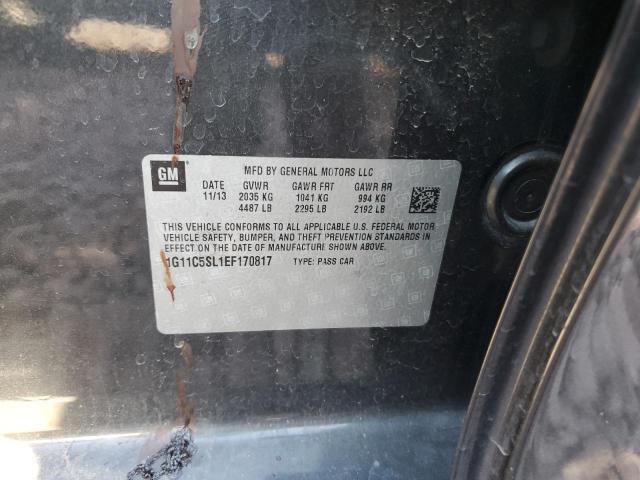 GM
MFD BY GENERAL MOTORS LLC
DATE GVWR GAWR FRT GAWR RR
11/13 2035 KG 1041 KG 994 KG
4487 LB 2295 LB 2192 LB
THIS VEHICLE CONFORMS TO ALL APPLICABLE U.S. FEDERAL MOTOR
VEHICLE SAFETY, BUMPER, AND THEFT PREVENTION STANDARDS IN
EFFECT ON THE DATE OF MANUFACTURE SHOWN ABOVE.
1G11C5SL1EF170817 TYPE: PASS CAR